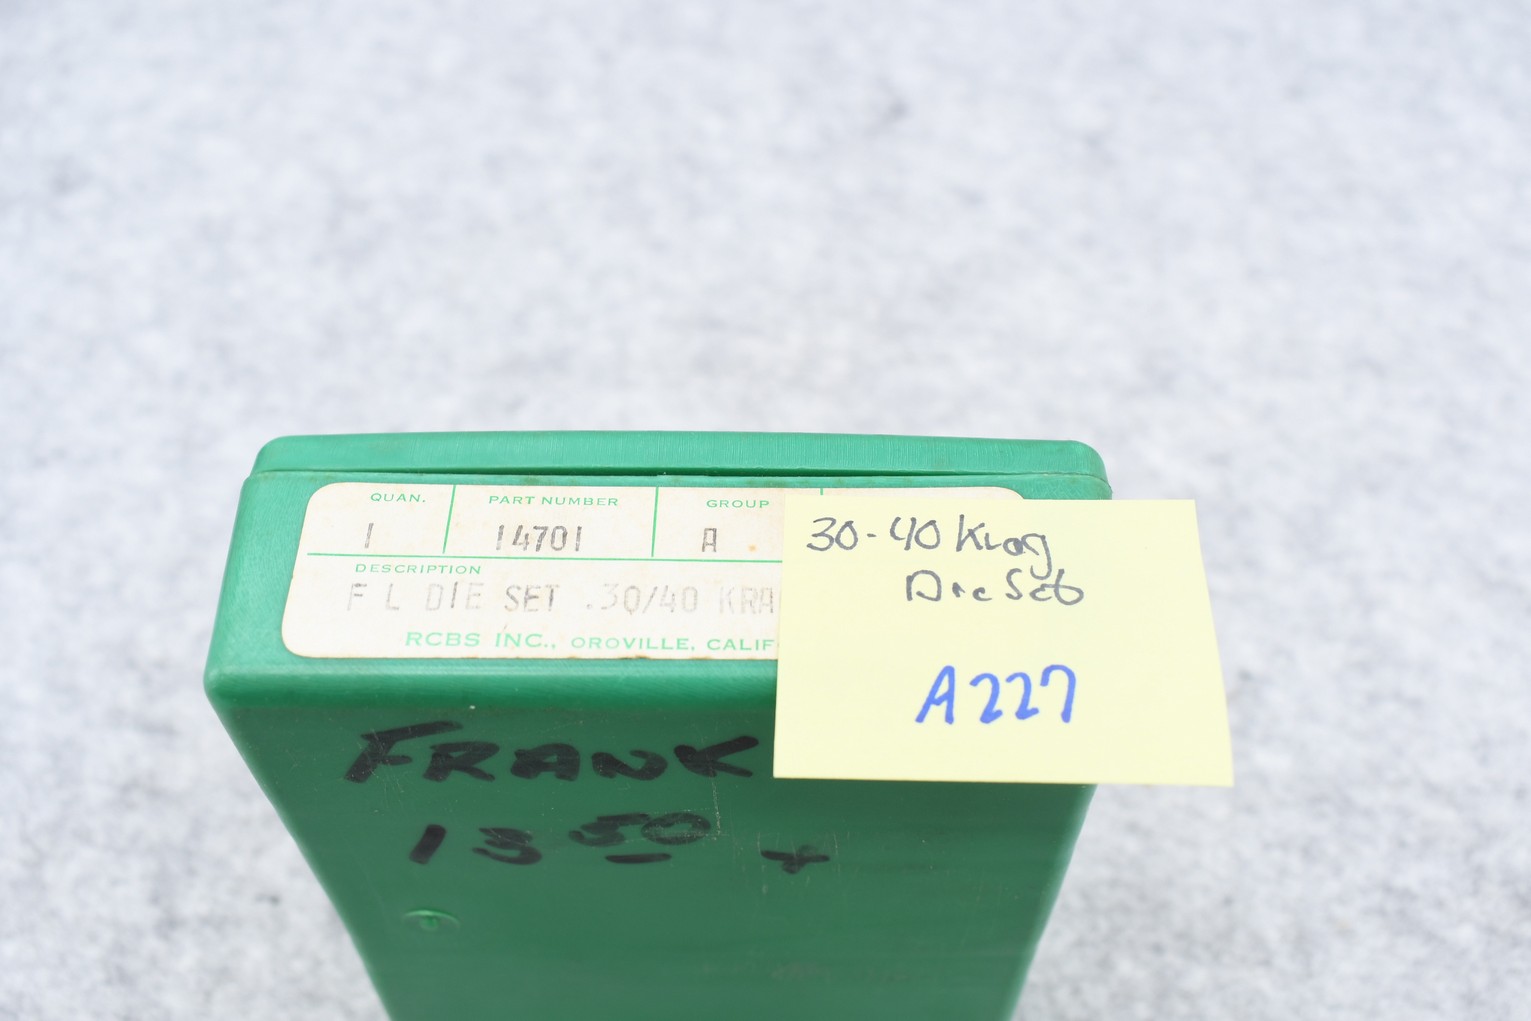 QUAN. PART NUMBER GROUP
1 14701 A
DESCRIPTION
F L DIE SET .30/40 KRA
RCBS INC., OROVILLE, CALIF
30-40 Krag
Die Set
A227
FRANK
13 50 +